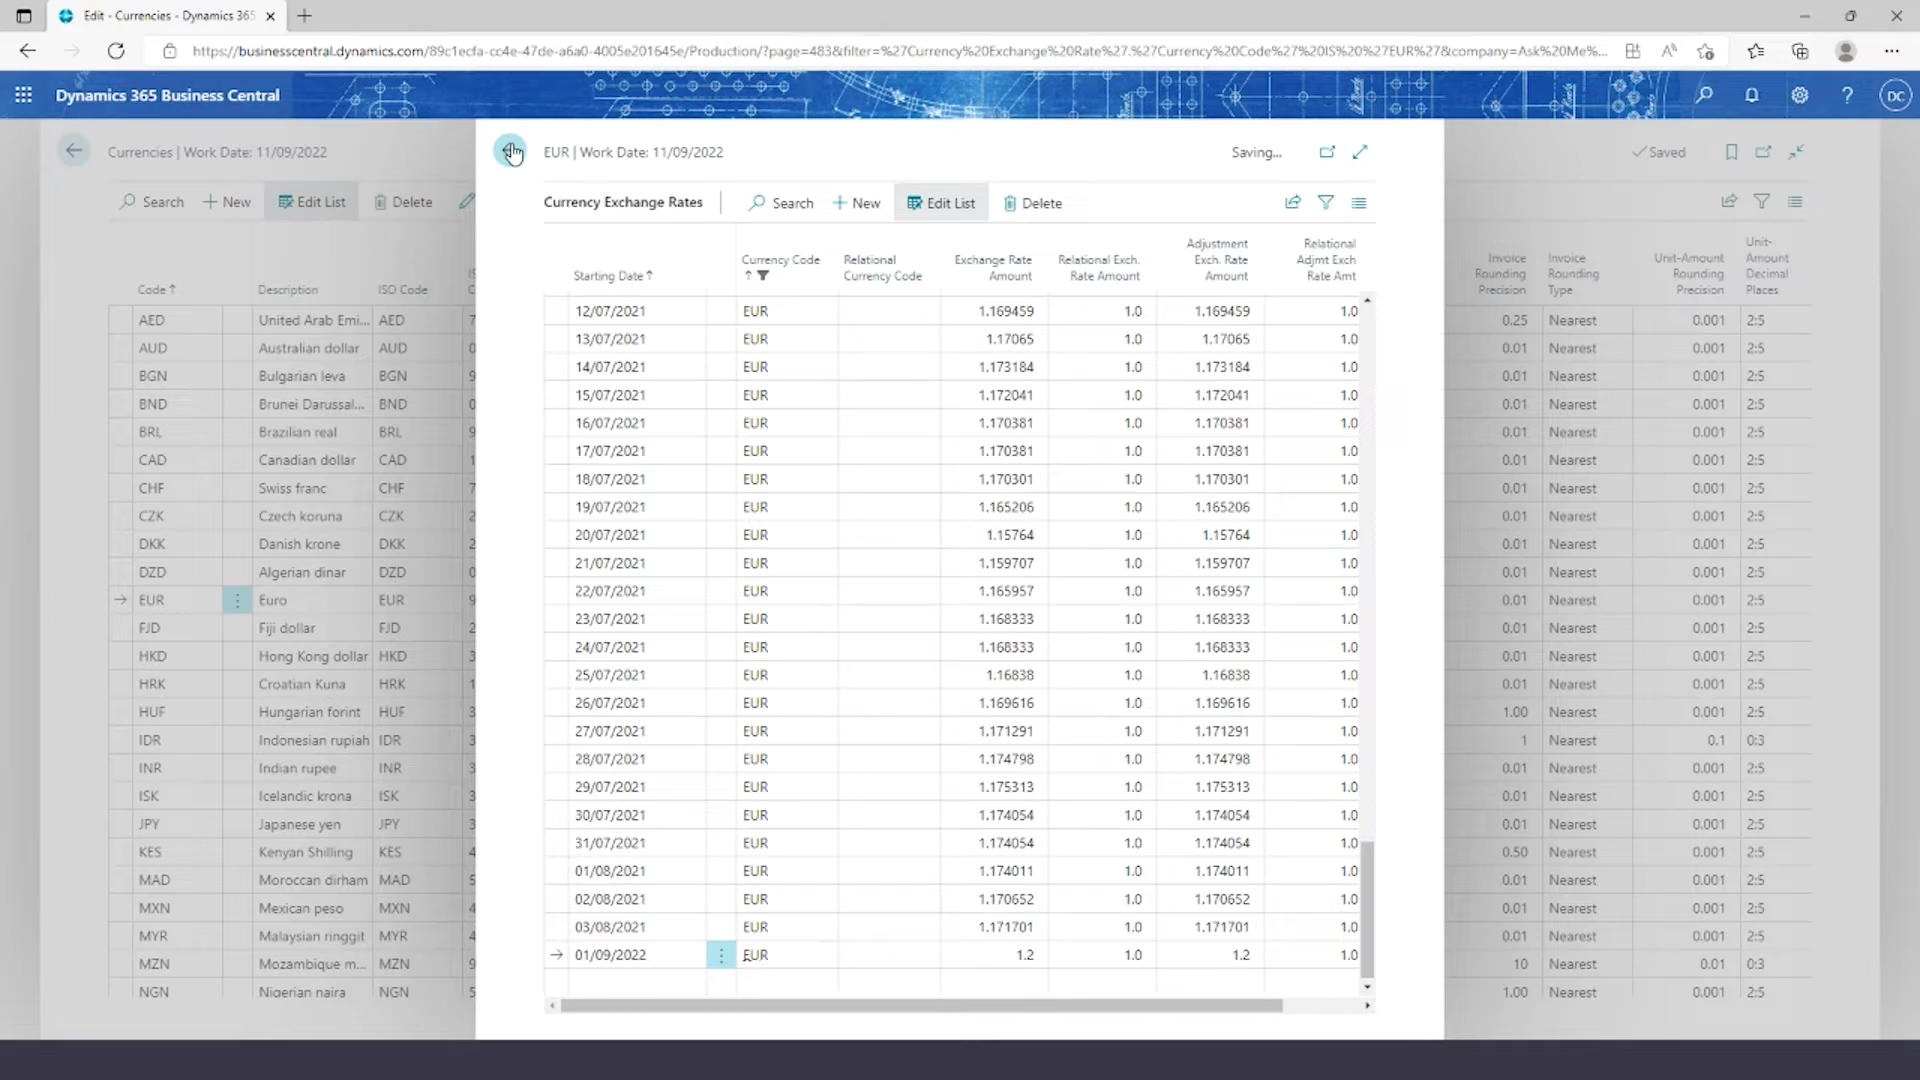 Edit - Currencies - Dynamics 365
https://businesscentral.dynamics.com/89c1ecfa-cc4e-47de-a6a0-4005e201645e/Production/?page=483&filter=%27Currency%20Exchange%20Rate%27.%27Currency%20Code%27%20IS%20%27EUR%27&company=Ask%20Me%...
Dynamics 365 Business Central
DC
Currencies | Work Date: 11/09/2022
EUR | Work Date: 11/09/2022
Saving...
Saved
Search New Edit List Delete
Currency Exchange Rates Search New Edit List Delete
Code Description ISO Code
Starting Date Currency Code Relational Currency Code Exchange Rate Amount Relational Exch. Rate Amount Adjustment Exch. Rate Amount Relational Adjmt Exch Rate Amt
Invoice Rounding Precision Invoice Rounding Type Unit-Amount Rounding Precision Unit-Amount Decimal Places
12/07/2021 EUR 1.169459 1.0 1.169459 1.0
13/07/2021 EUR 1.17065 1.0 1.17065 1.0
14/07/2021 EUR 1.173184 1.0 1.173184 1.0
15/07/2021 EUR 1.172041 1.0 1.172041 1.0
16/07/2021 EUR 1.170381 1.0 1.170381 1.0
17/07/2021 EUR 1.170381 1.0 1.170381 1.0
18/07/2021 EUR 1.170301 1.0 1.170301 1.0
19/07/2021 EUR 1.165206 1.0 1.165206 1.0
20/07/2021 EUR 1.15764 1.0 1.15764 1.0
21/07/2021 EUR 1.159707 1.0 1.159707 1.0
22/07/2021 EUR 1.165957 1.0 1.165957 1.0
23/07/2021 EUR 1.168333 1.0 1.168333 1.0
24/07/2021 EUR 1.168333 1.0 1.168333 1.0
25/07/2021 EUR 1.16838 1.0 1.16838 1.0
26/07/2021 EUR 1.169616 1.0 1.169616 1.0
27/07/2021 EUR 1.171291 1.0 1.171291 1.0
28/07/2021 EUR 1.174798 1.0 1.174798 1.0
29/07/2021 EUR 1.175313 1.0 1.175313 1.0
30/07/2021 EUR 1.174054 1.0 1.174054 1.0
31/07/2021 EUR 1.174054 1.0 1.174054 1.0
01/08/2021 EUR 1.174011 1.0 1.174011 1.0
02/08/2021 EUR 1.170652 1.0 1.170652 1.0
03/08/2021 EUR 1.171701 1.0 1.171701 1.0
01/09/2022 EUR 1.2 1.0 1.2 1.0
AED United Arab Emi... AED 7 0.25 Nearest 0.001 2:5
AUD Australian dollar AUD 0 0.01 Nearest 0.001 2:5
BGN Bulgarian leva BGN 9 0.01 Nearest 0.001 2:5
BND Brunei Darussal... BND 0 0.01 Nearest 0.001 2:5
BRL Brazilian real BRL 9 0.01 Nearest 0.001 2:5
CAD Canadian dollar CAD 1 0.01 Nearest 0.001 2:5
CHF Swiss franc CHF 7 0.01 Nearest 0.001 2:5
CZK Czech koruna CZK 2 0.01 Nearest 0.001 2:5
DKK Danish krone DKK 2 0.01 Nearest 0.001 2:5
DZD Algerian dinar DZD 0 0.01 Nearest 0.001 2:5
EUR Euro EUR 9 0.01 Nearest 0.001 2:5
FJD Fiji dollar FJD 2 0.01 Nearest 0.001 2:5
HKD Hong Kong dollar HKD 3 0.01 Nearest 0.001 2:5
HRK Croatian Kuna HRK 1 0.01 Nearest 0.001 2:5
HUF Hungarian forint HUF 3 1.00 Nearest 0.001 2:5
IDR Indonesian rupiah IDR 3 1 Nearest 0.1 0:3
INR Indian rupee INR 3 0.01 Nearest 0.001 2:5
ISK Icelandic krona ISK 3 0.01 Nearest 0.001 2:5
JPY Japanese yen JPY 3 0.01 Nearest 0.001 2:5
KES Kenyan Shilling KES 4 0.50 Nearest 0.001 2:5
MAD Moroccan dirham MAD 5 0.01 Nearest 0.001 2:5
MXN Mexican peso MXN 4 0.01 Nearest 0.001 2:5
MYR Malaysian ringgit MYR 4 0.01 Nearest 0.001 2:5
MZN Mozambique m... MZN 9 10 Nearest 0.01 0:3
NGN Nigerian naira NGN 5 1.00 Nearest 0.001 2:5